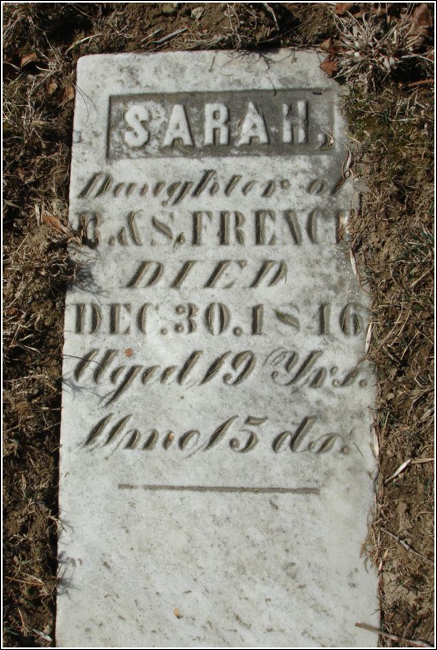 SARAH,
Daughter of
R.&S. FRENCH
DIED
DEC. 30. 1846
Aged 19 Yrs.
11mo 15 ds.